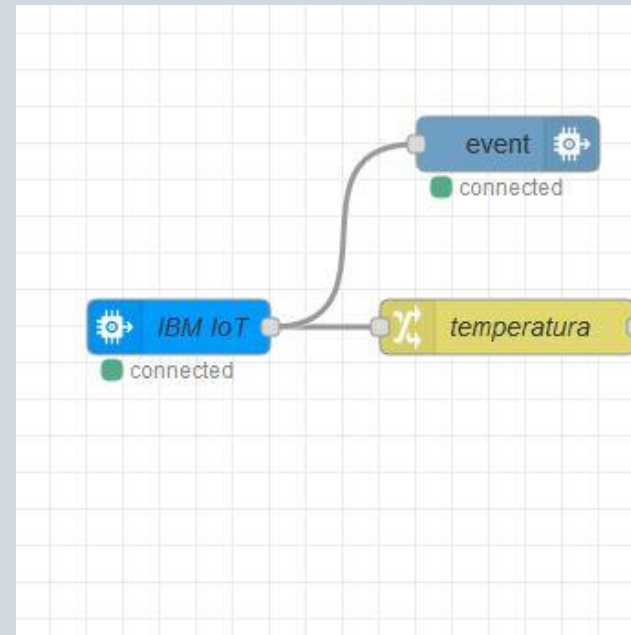 event
connected
IBM IoT
temperatura
connected